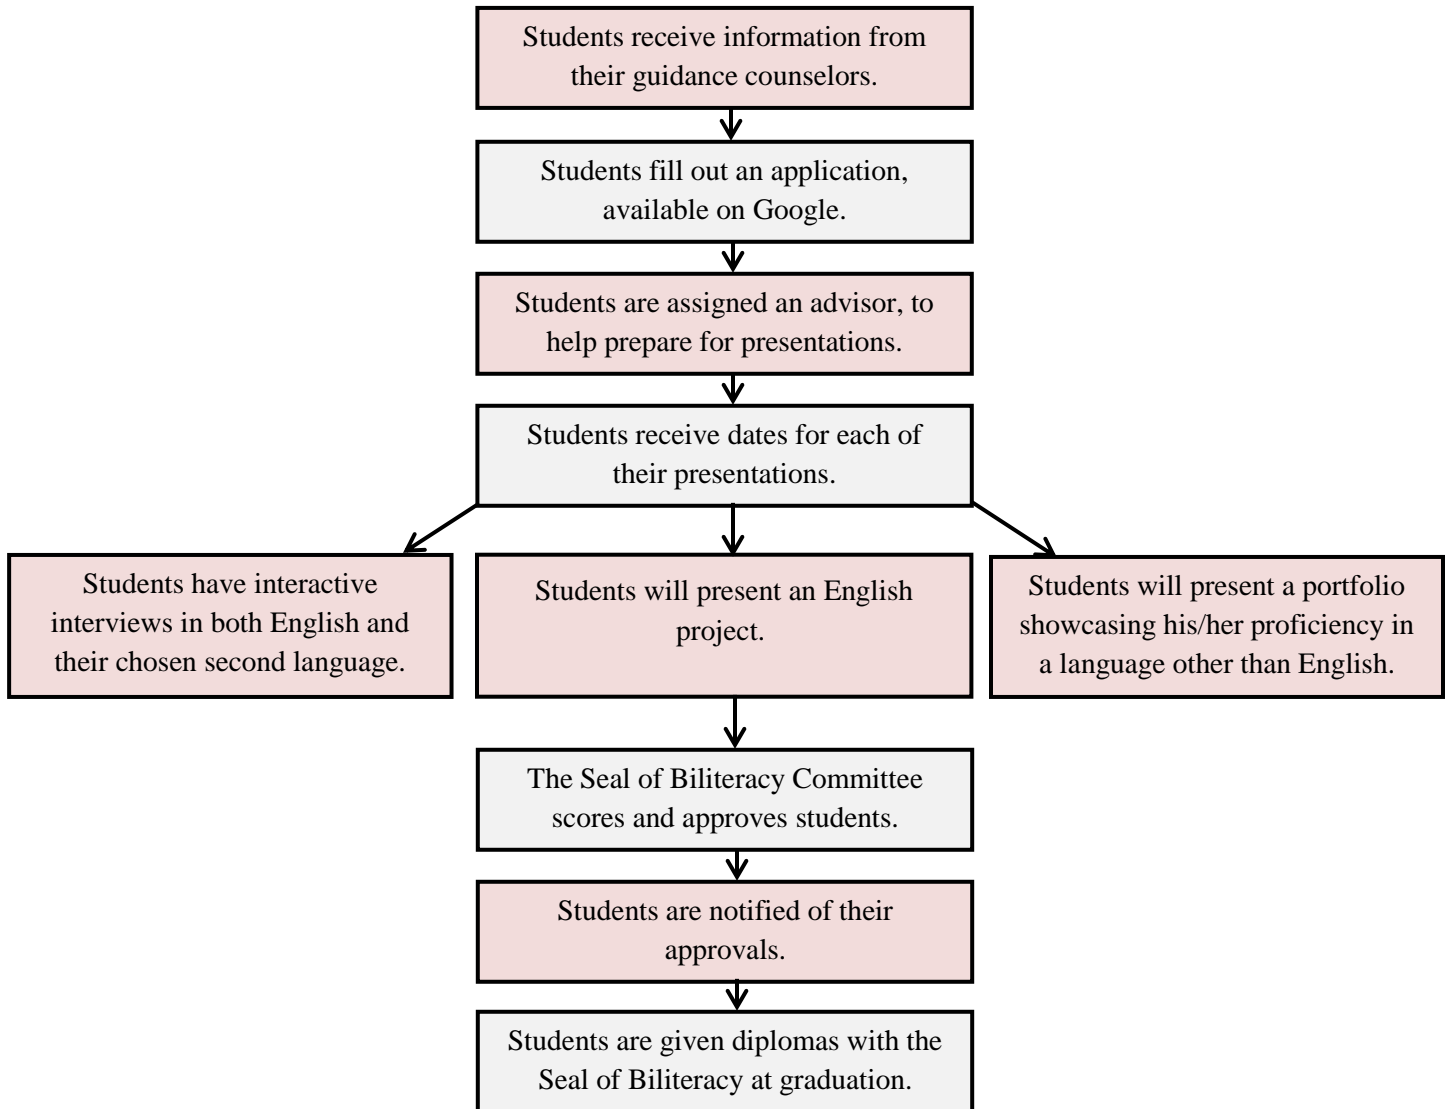 Students receive information from
their guidance counselors.
Students fill out an application,
available on Google.
Students are assigned an advisor, to
help prepare for presentations.
Students receive dates for each of
their presentations.
Students have interactive
interviews in both English and
their chosen second language.
Students will present an English
project.
Students will present a portfolio
showcasing his/her proficiency in
a language other than English.
The Seal of Biliteracy Committee
scores and approves students.
Students are notified of their
approvals.
Students are given diplomas with the
Seal of Biliteracy at graduation.